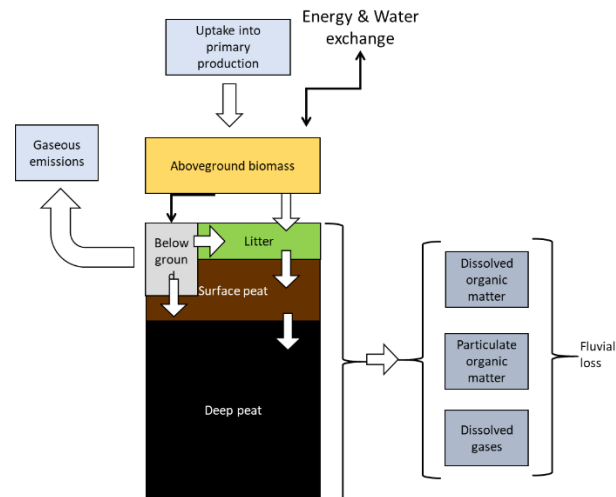 Energy & Water
exchange
Uptake into
primary
production
Gaseous
emissions
Aboveground biomass
Below
groun
d
Litter
Surface peat
Deep peat
Dissolved
organic
matter
Particulate
organic
matter
Dissolved
gases
Fluvial
loss